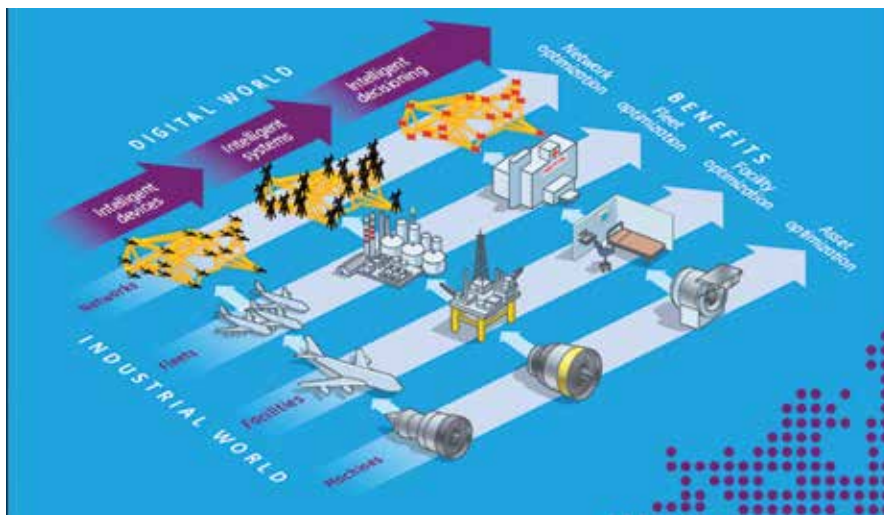 DIGITAL WORLD
Intelligent
devices
Intelligent
systems
Intelligent
decisioning
BENEFITS
Network
optimization
Fleet
optimization
Facility
optimization
Asset
optimization
INDUSTRIAL WORLD
Networks
Fleets
Facilities
Machines